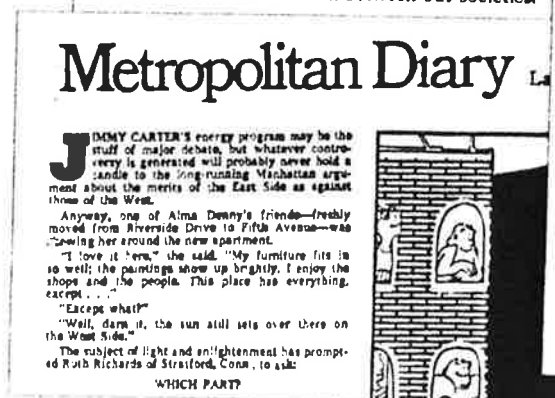 Metropolitan Diary
JIMMY CARTER'S energy program may be the
stuff of major debate, but whatever contro-
versy is generated will probably never hold a
candle to the long-running Manhattan argu-
ment about the merits of the East Side as against
those of the West.
Anyway, one of Alma Denny's friends—freshly
moved from Riverside Drive to Fifth Avenue—was
showing her around the new apartment.
"I love it here," she said. "My furniture fits in
so well; the paintings show up brightly. I enjoy the
shops and the people. This place has everything,
except . . ."
"Except what?"
"Well, darn it, the sun still sets over there on
the West Side."
The subject of light and enlightenment has prompt-
ed Ruth Richards of Stratford, Conn., to ask:
WHICH PART?